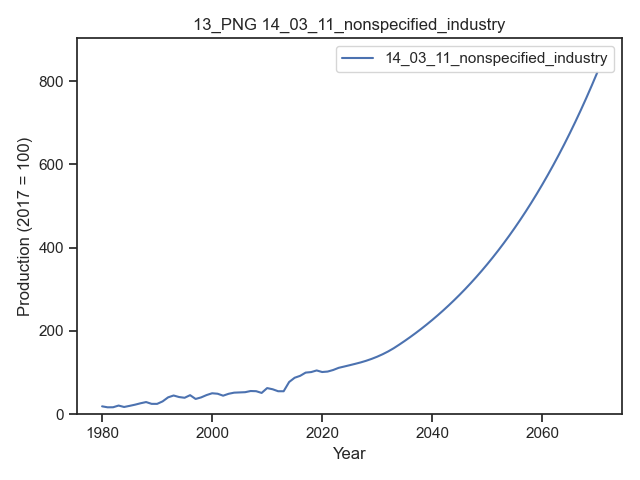 13_PNG 14_03_11_nonspecified_industry
14_03_11_nonspecified_industry
Production (2017 = 100)
800
600
400
200
0
1980
2000
2020
2040
2060
Year